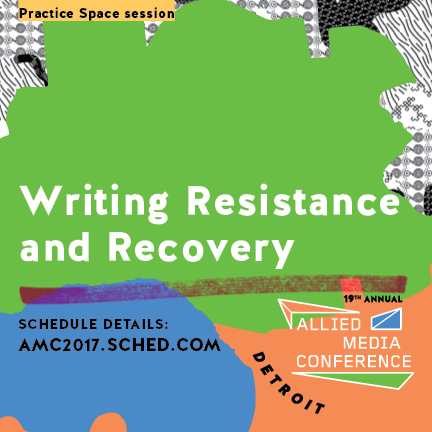 Practice Space session
Writing Resistance
and Recovery
SCHEDULE DETAILS:
AMC2017.SCHED.COM
19TH ANNUAL
ALLIED
MEDIA
CONFERENCE
DETROIT